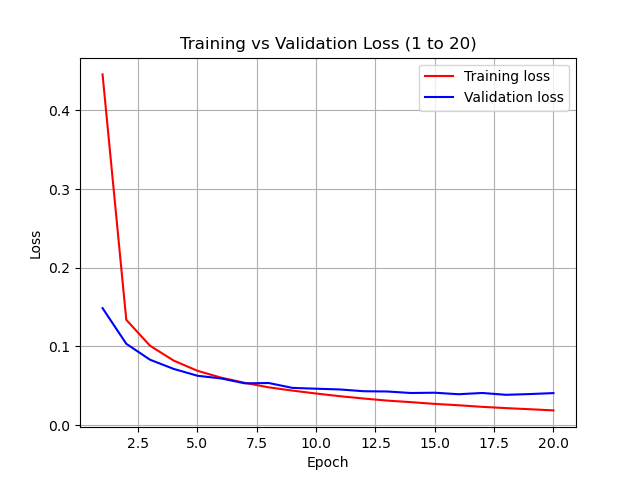 Training vs Validation Loss (1 to 20)
Training loss
Validation loss
Loss
0.4
0.3
0.2
0.1
0.0
2.5 5.0 7.5 10.0 12.5 15.0 17.5 20.0
Epoch